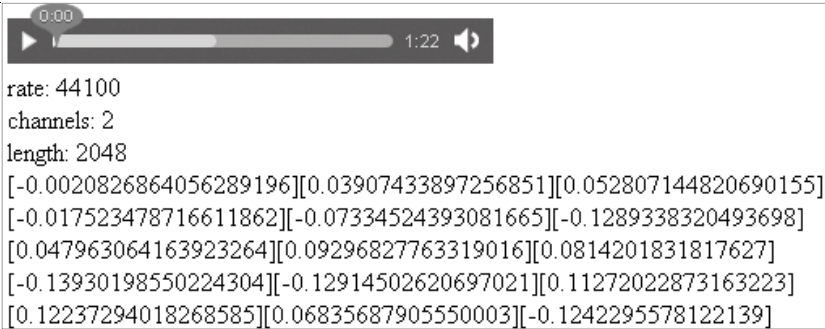 0:00
1:22
rate: 44100
channels: 2
length: 2048
[-0.0020826864056289196][0.03907433897256851][0.052807144820690155]
[-0.017523478716611862][-0.07334524393081665][-0.1289338320493698]
[0.047963064163923264][0.09296827763319016][0.0814201831817627]
[-0.13930198550224304][-0.12914502620697021][0.11272022873163223]
[0.12237294018268585][0.06835687905550003][-0.1242295578122139]